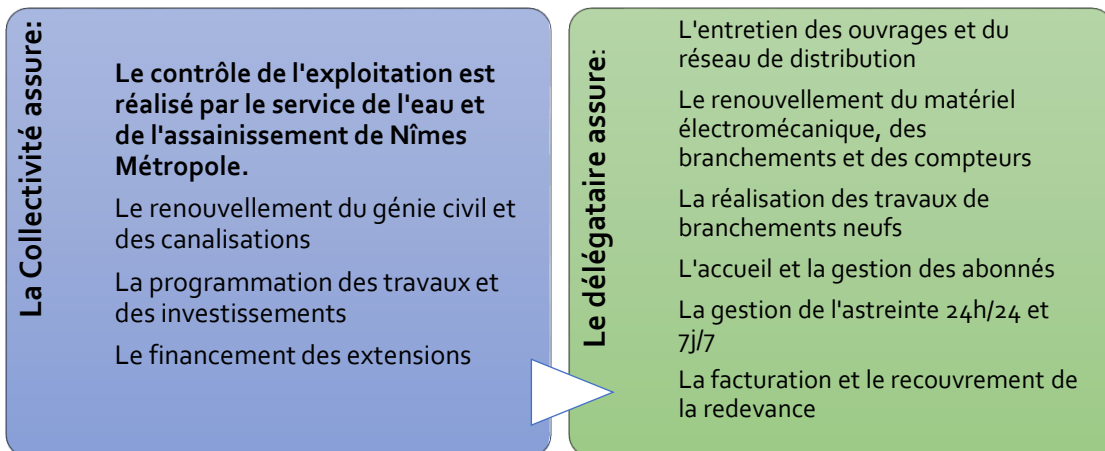 La Collectivité assure:
Le contrôle de l'exploitation est
réalisé par le service de l'eau et
de l'assainissement de Nîmes
Métropole.
Le renouvellement du génie civil et
des canalisations
La programmation des travaux et
des investissements
Le financement des extensions
Le délégataire assure:
L'entretien des ouvrages et du
réseau de distribution
Le renouvellement du matériel
électromécanique, des
branchements et des compteurs
La réalisation des travaux de
branchements neufs
L'accueil et la gestion des abonnés
La gestion de l'astreinte 24h/24 et
7j/7
La facturation et le recouvrement de
la redevance